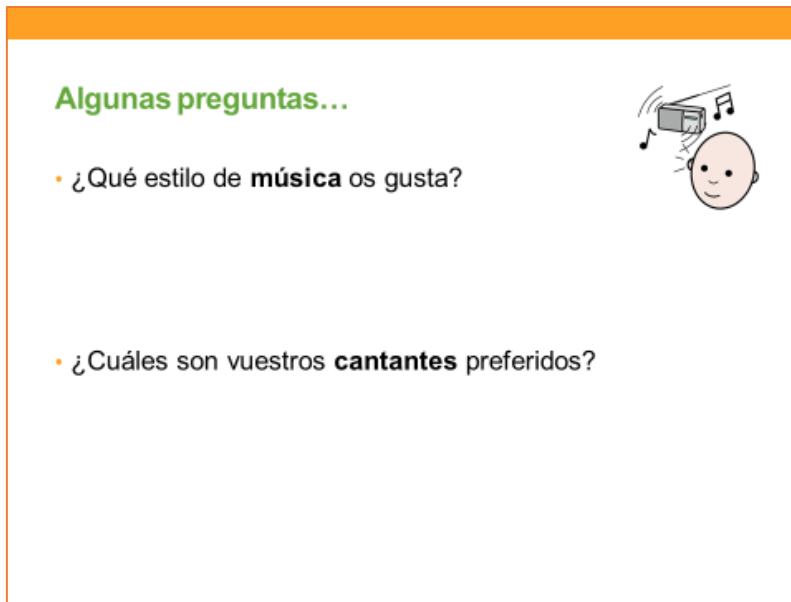 Algunas preguntas...
• ¿Qué estilo de música os gusta?
• ¿Cuáles son vuestros cantantes preferidos?